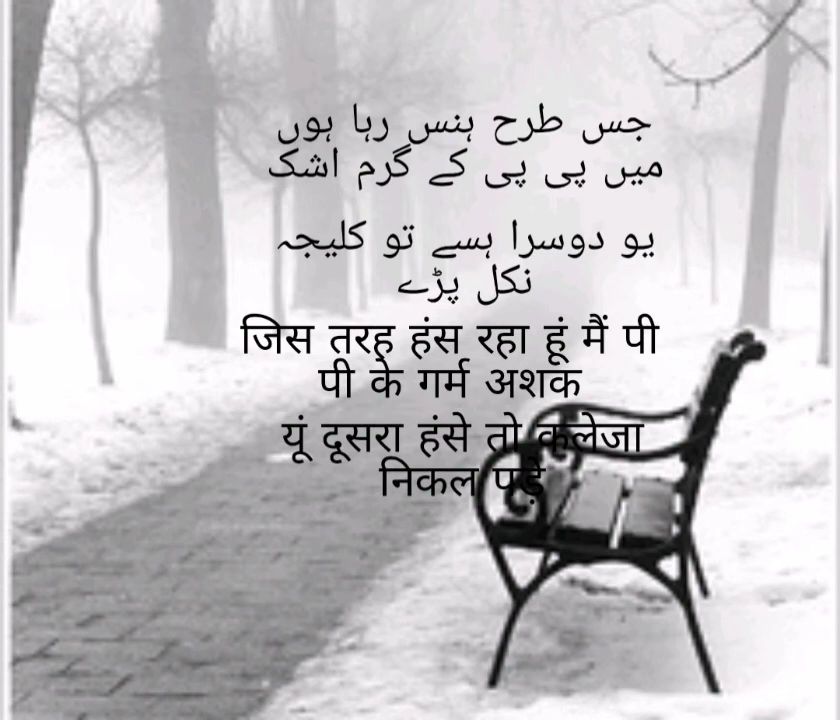 جس طرح ہنس رہا ہوں
میں پی پی کے گرم اشک
یو دوسرا ہسے تو کلیجہ
نکل پڑے
जिस तरह हंस रहा हूं मैं पी
पी के गर्म अशक
यूं दूसरा हंसे तो कलेजा
निकल पड़े